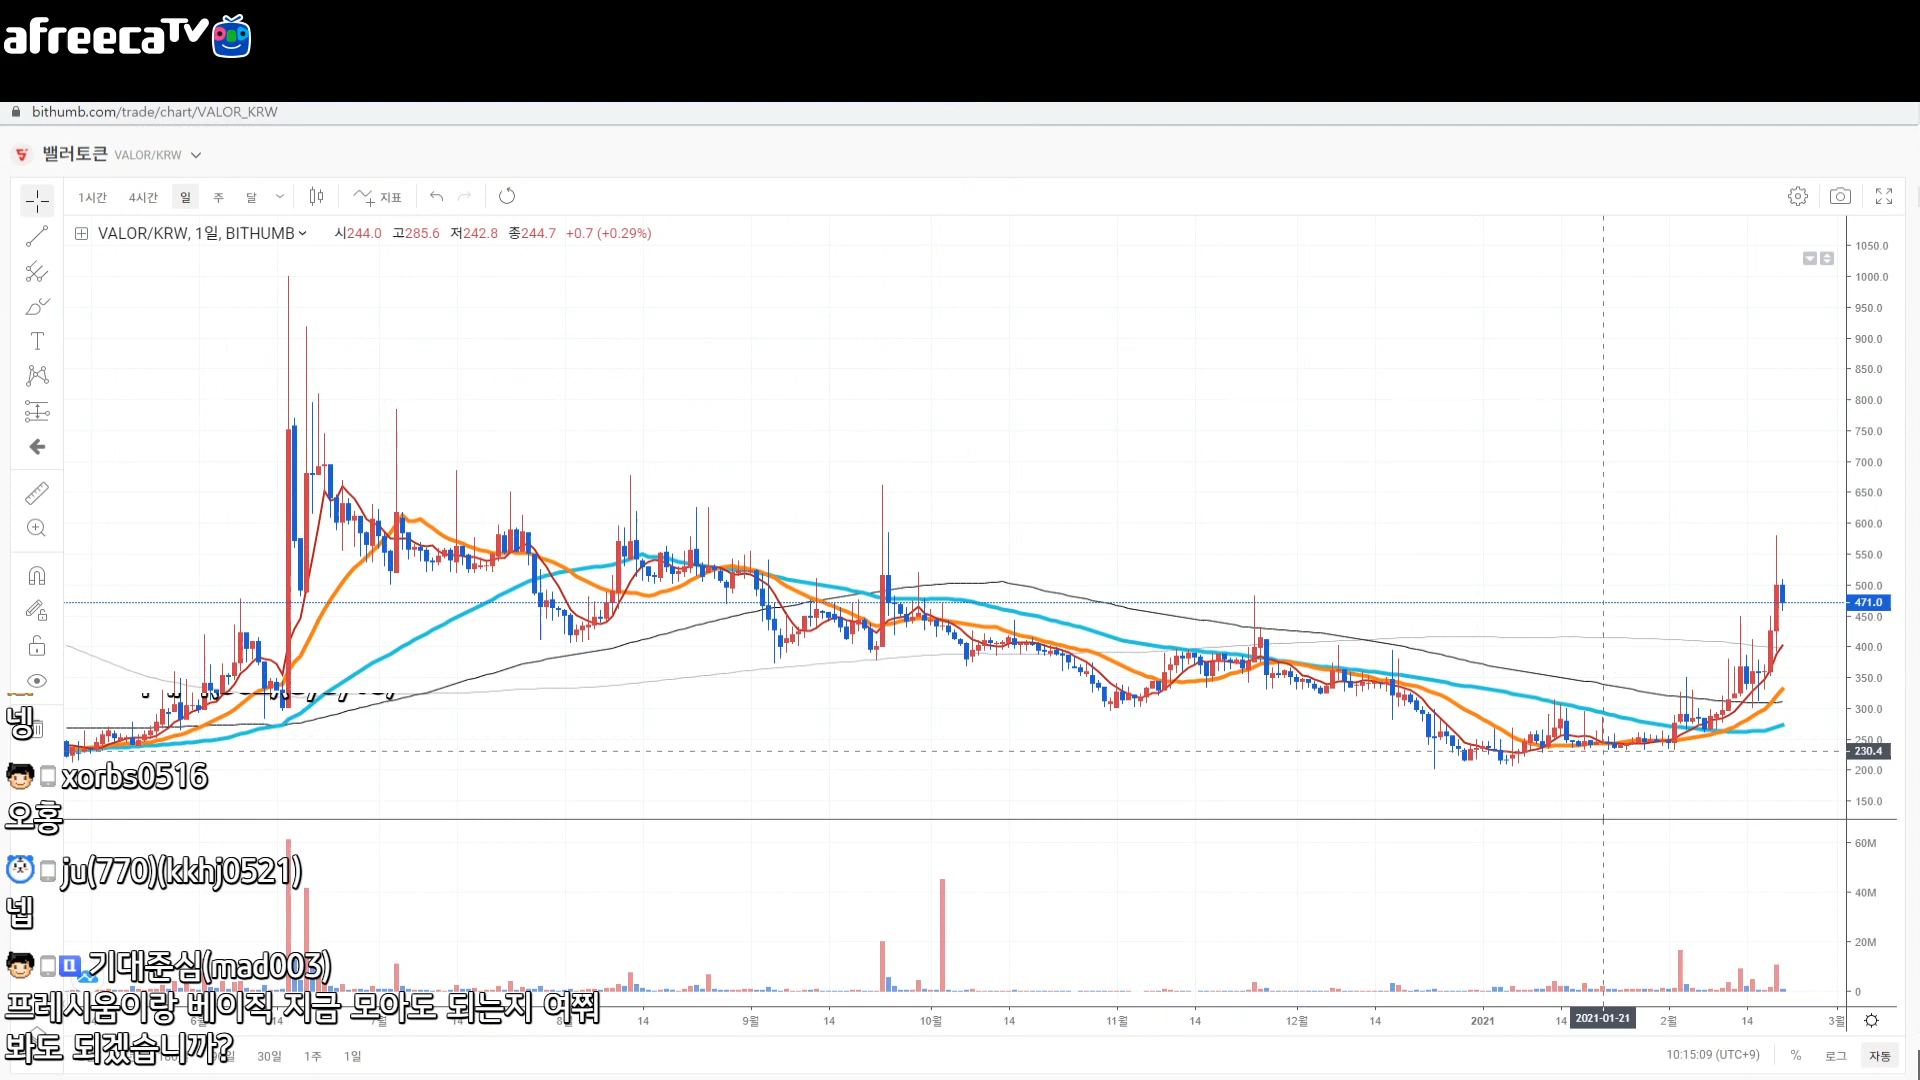 afreecaTV
bithumb.com/trade/chart/VALOR_KRW
밸러토큰 VALOR/KRW
1시간 4시간 일 주 달 지표
VALOR/KRW, 1일, BITHUMB 시244.0 고285.6 저242.8 종244.7 +0.7 (+0.29%)
1050.0
1000.0
950.0
900.0
850.0
800.0
750.0
700.0
650.0
600.0
550.0
500.0
471.0
450.0
400.0
350.0
300.0
250.0
230.4
200.0
150.0
넹
xorbs0516
오홍
ju(770)(kkhj0521)
넵
기대준심(mad003)
프레시움이랑 베이직 지금 모아도 되는지 여쭤
봐도 되겠습니까?
60M
40M
20M
0
14 14 14 9월 14 10월 14 11월 14 12월 14 2021 14 2021-01-21 2월 14 3월
30일 1주 1일
10:15:09 (UTC+9) % 로그 자동